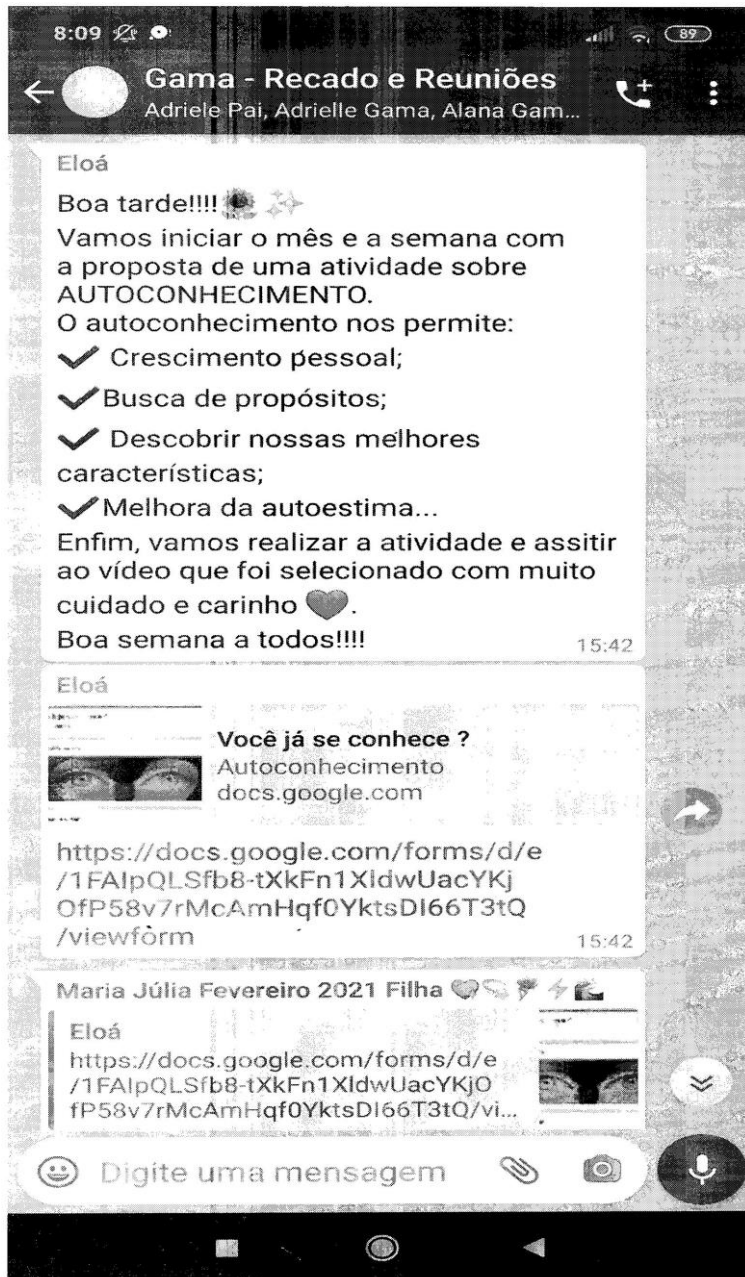 8:09
89
Gama - Recado e Reuniões
Adriele Pai, Adrielle Gama, Alana Gam...
Eloá
Boa tarde!!!!
Vamos iniciar o mês e a semana com
a proposta de uma atividade sobre
AUTOCONHECIMENTO.
O autoconhecimento nos permite:
✔ Crescimento pessoal;
✔Busca de propósitos;
✔ Descobrir nossas melhores
características;
✔Melhora da autoestima...
Enfim, vamos realizar a atividade e assitir
ao vídeo que foi selecionado com muito
cuidado e carinho ❤.
Boa semana a todos!!!!
15:42
Eloá
Você já se conhece ?
Autoconhecimento
docs.google.com
https://docs.google.com/forms/d/e
/1FAIpQLSfb8-tXkFn1XldwUacYKj
OfP58v7rMcAmHqf0YktsDI66T3tQ
/viewform
15:42
Maria Júlia Fevereiro 2021 Filha
Eloá
https://docs.google.com/forms/d/e
/1FAIpQLSfb8-tXkFn1XldwUacYKjO
fP58v7rMcAmHqf0YktsDI66T3tQ/vi...
Digite uma mensagem